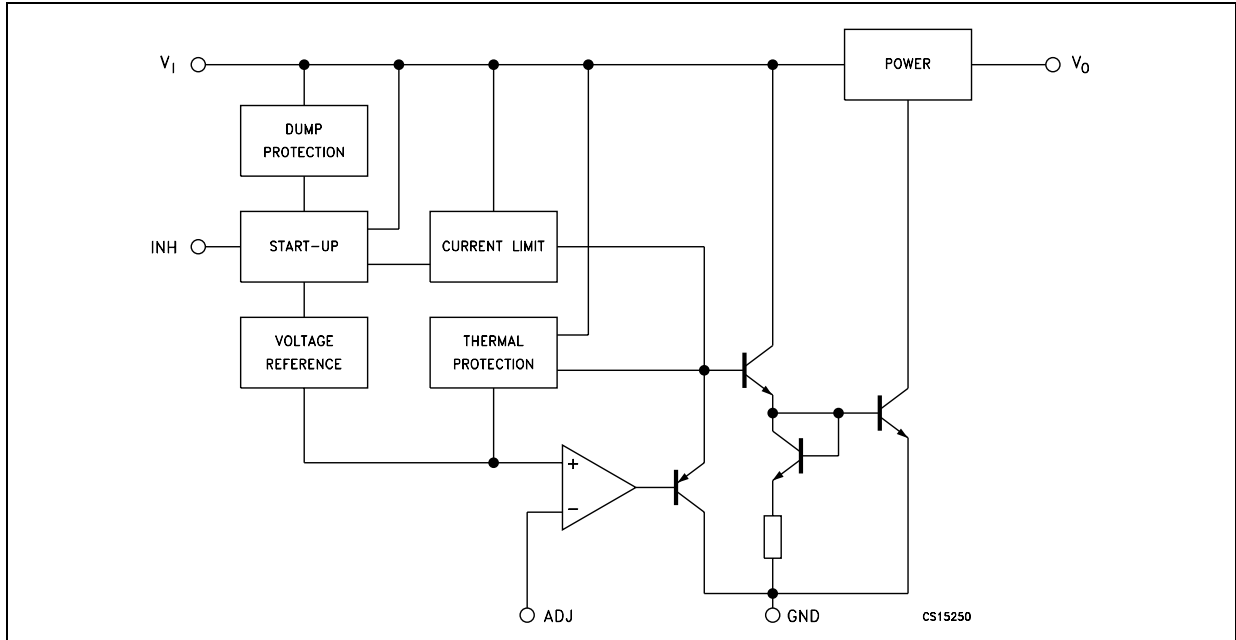 V_I
POWER
V_O
DUMP
PROTECTION
INH
START-UP
CURRENT LIMIT
VOLTAGE
REFERENCE
THERMAL
PROTECTION
+
−
ADJ
GND
CS15250